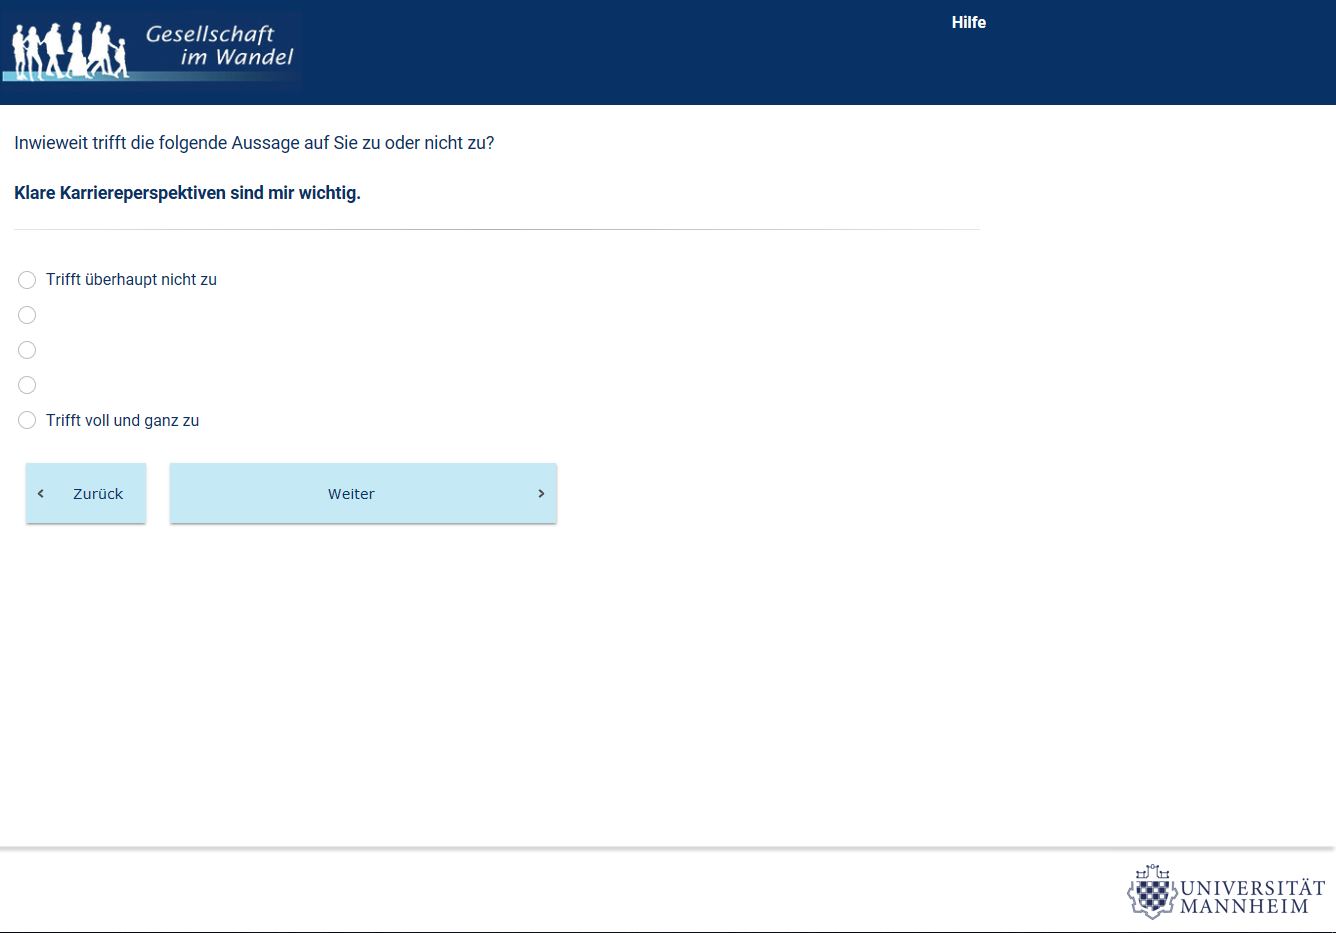 Gesellschaft
im Wandel
Hilfe
Inwieweit trifft die folgende Aussage auf Sie zu oder nicht zu?
Klare Karriereperspektiven sind mir wichtig.
Trifft überhaupt nicht zu
Trifft voll und ganz zu
Zurück
Weiter
UNIVERSITÄT
MANNHEIM